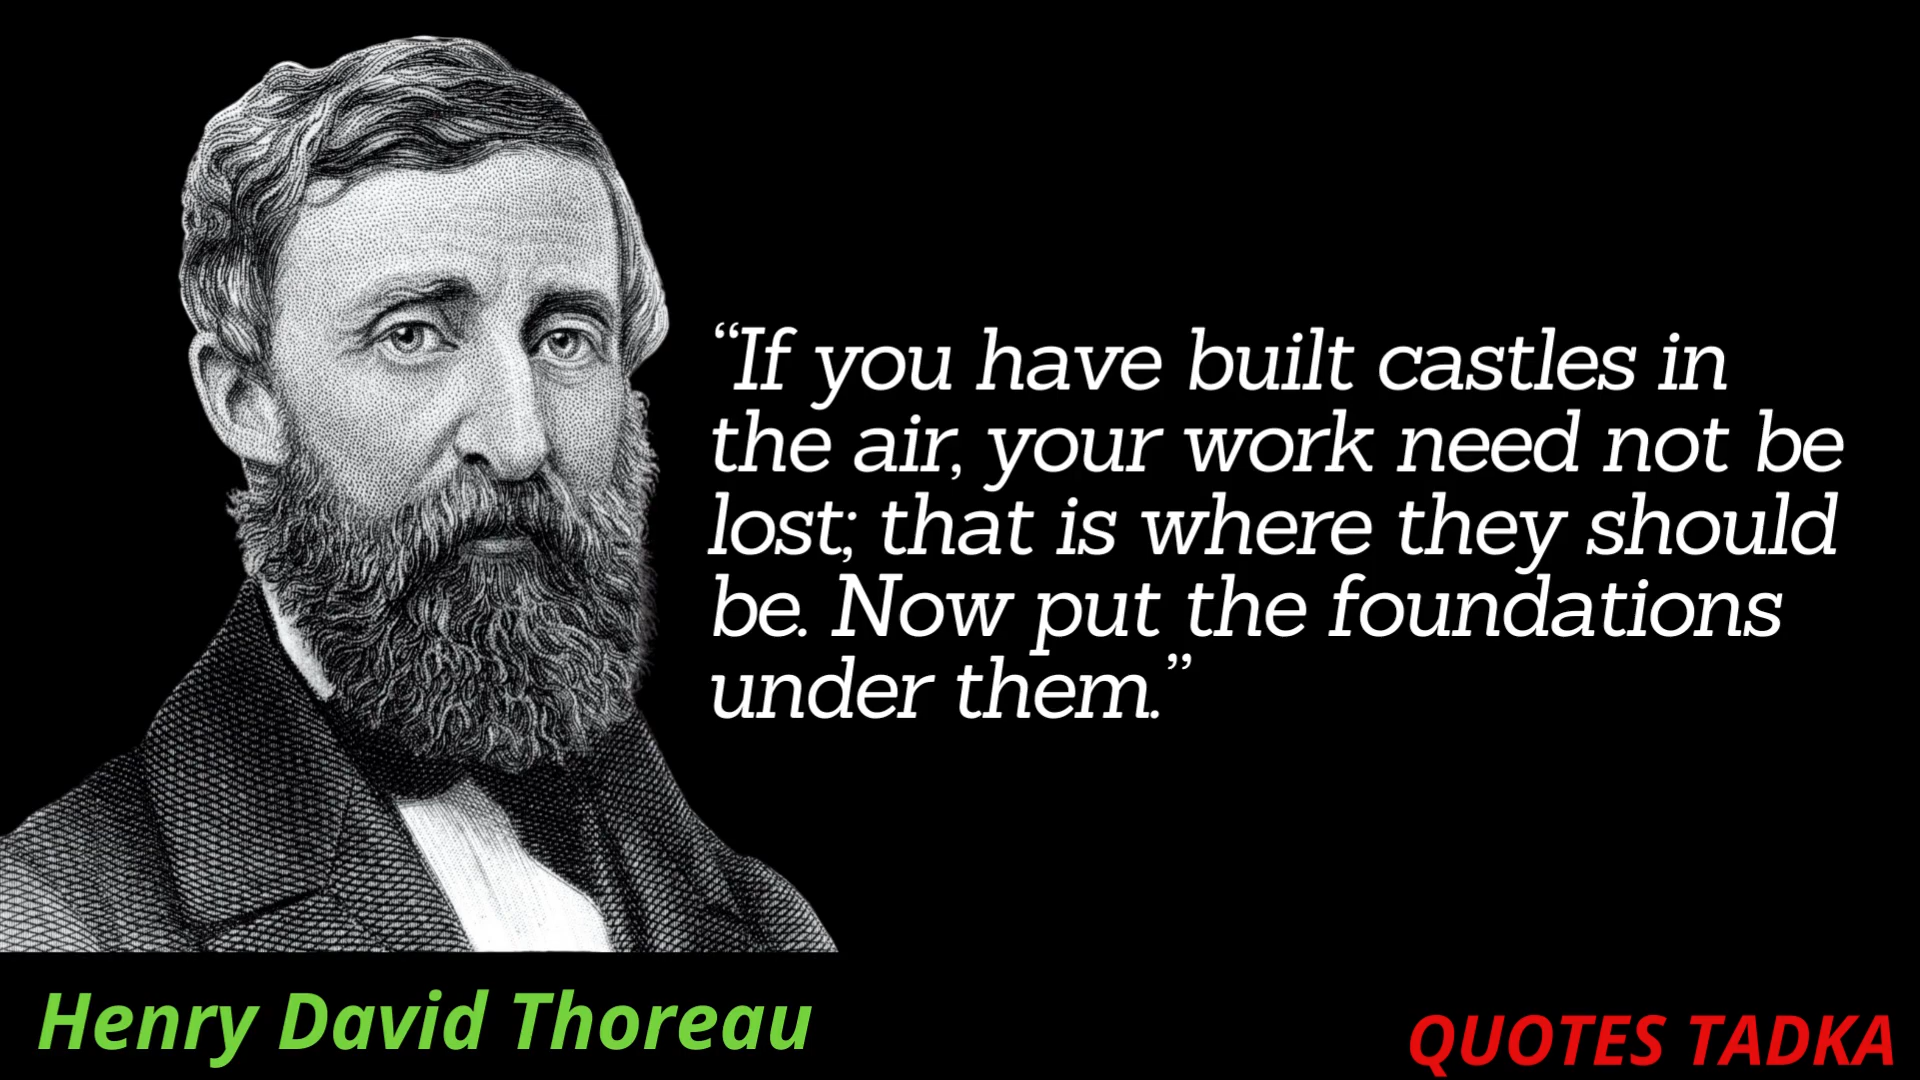 “If you have built castles in
the air, your work need not be
lost; that is where they should
be. Now put the foundations
under them.”
Henry David Thoreau
QUOTES TADKA